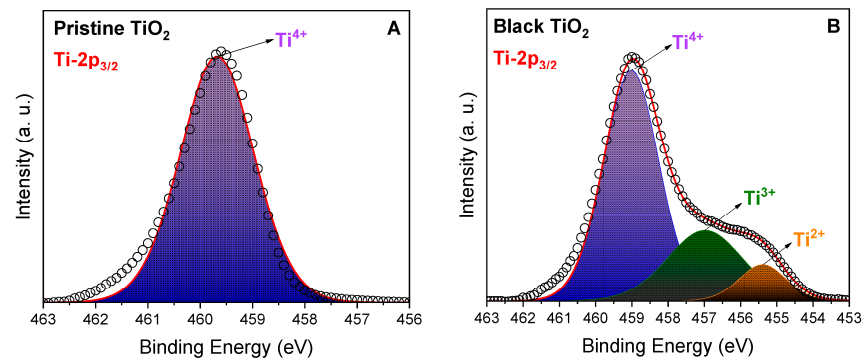 Pristine TiO₂
Ti⁴⁺
A
Ti-2p₃/₂
Intensity (a. u.)
463 462 461 460 459 458 457 456
Binding Energy (eV)
Black TiO₂
Ti⁴⁺
B
Ti-2p₃/₂
Ti³⁺
Ti²⁺
Intensity (a. u.)
463 462 461 460 459 458 457 456 455 454 453
Binding Energy (eV)